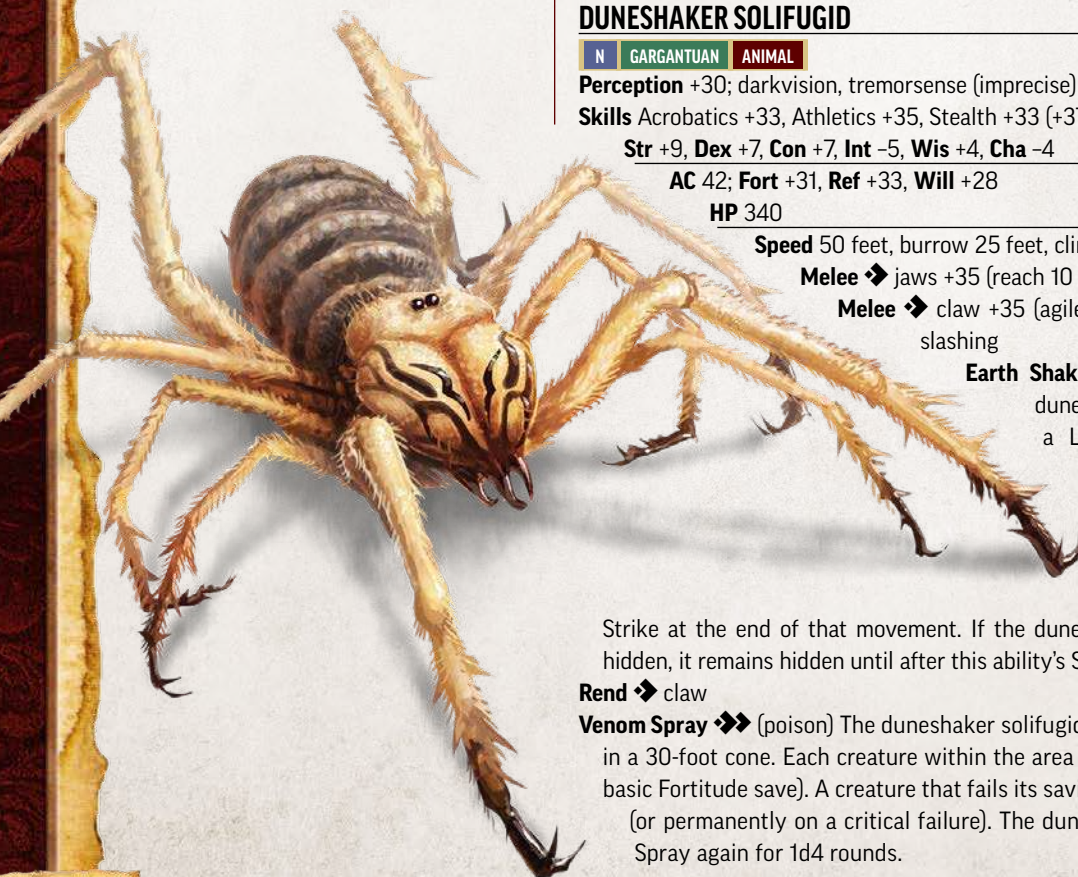 DUNESHAKER SOLIFUGID
N GARGANTUAN ANIMAL
Perception +30; darkvision, tremorsense (imprecise)
Skills Acrobatics +33, Athletics +35, Stealth +33 (+37
Str +9, Dex +7, Con +7, Int –5, Wis +4, Cha –4
AC 42; Fort +31, Ref +33, Will +28
HP 340
Speed 50 feet, burrow 25 feet,
Melee jaws +35 (reach 10
Melee claw +35 (agile
slashing
Earth
a
Strike at the end of that movement. If the
hidden, it remains hidden until after this ability's
Rend claw
Venom Spray (poison) The duneshaker solifugid
in a 30-foot cone. Each creature within the area
basic Fortitude save). A creature that fails its
(or permanently on a critical failure). The
Spray again for 1d4 rounds.